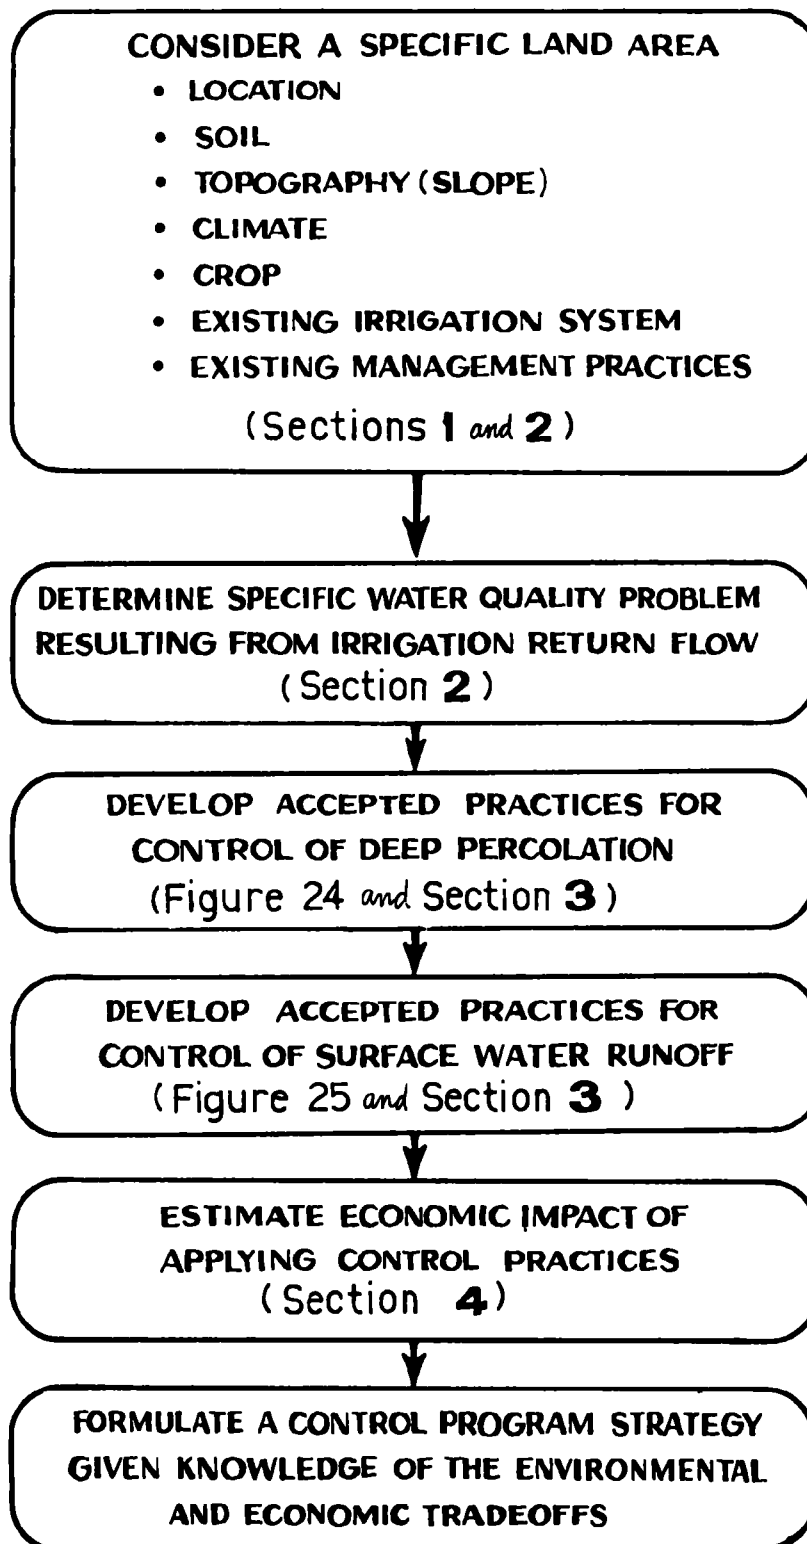 CONSIDER A SPECIFIC LAND AREA
• LOCATION
• SOIL
• TOPOGRAPHY (SLOPE)
• CLIMATE
• CROP
• EXISTING IRRIGATION SYSTEM
• EXISTING MANAGEMENT PRACTICES
(Sections 1 and 2)
DETERMINE SPECIFIC WATER QUALITY PROBLEM
RESULTING FROM IRRIGATION RETURN FLOW
(Section 2)
DEVELOP ACCEPTED PRACTICES FOR
CONTROL OF DEEP PERCOLATION
(Figure 24 and Section 3)
DEVELOP ACCEPTED PRACTICES FOR
CONTROL OF SURFACE WATER RUNOFF
(Figure 25 and Section 3)
ESTIMATE ECONOMIC IMPACT OF
APPLYING CONTROL PRACTICES
(Section 4)
FORMULATE A CONTROL PROGRAM STRATEGY
GIVEN KNOWLEDGE OF THE ENVIRONMENTAL
AND ECONOMIC TRADEOFFS